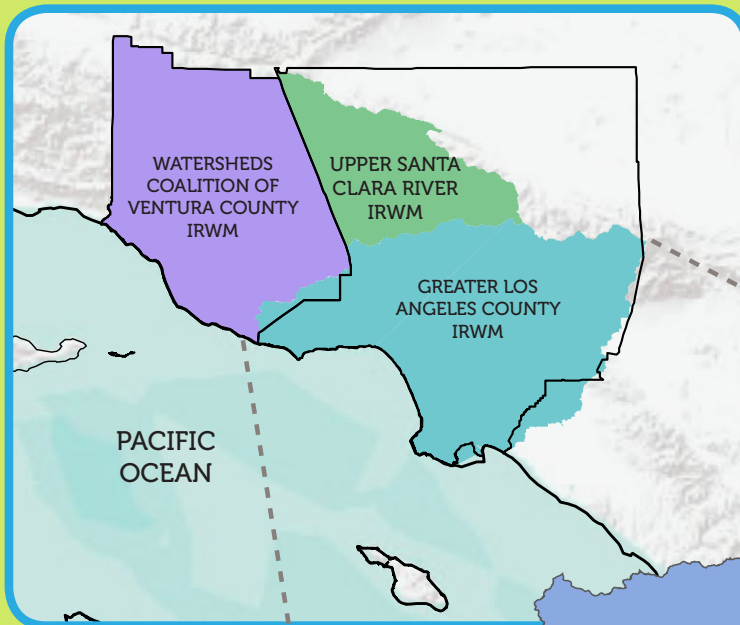 WATERSHEDS
COALITION OF
VENTURA COUNTY
IRWM
UPPER SANTA
CLARA RIVER
IRWM
GREATER LOS
ANGELES COUNTY
IRWM
PACIFIC
OCEAN